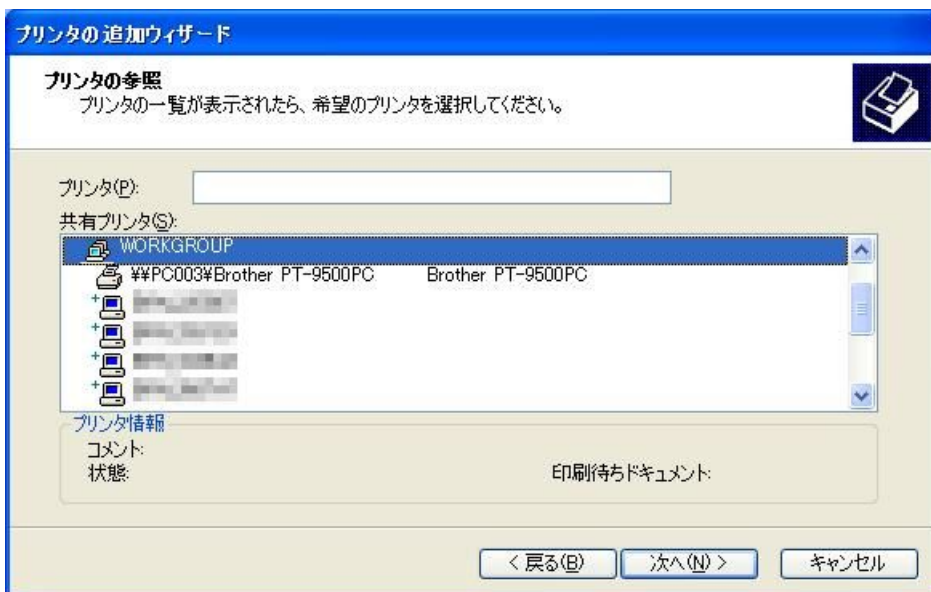 プリンタの追加ウィザード
プリンタの参照
プリンタの一覧が表示されたら、希望のプリンタを選択してください。
プリンタ(P):
共有プリンタ(S):
WORKGROUP
¥¥PC003¥Brother PT-9500PC Brother PT-9500PC
プリンタ情報
コメント:
状態: 印刷待ちドキュメント:
< 戻る(B) 次へ(N) > キャンセル